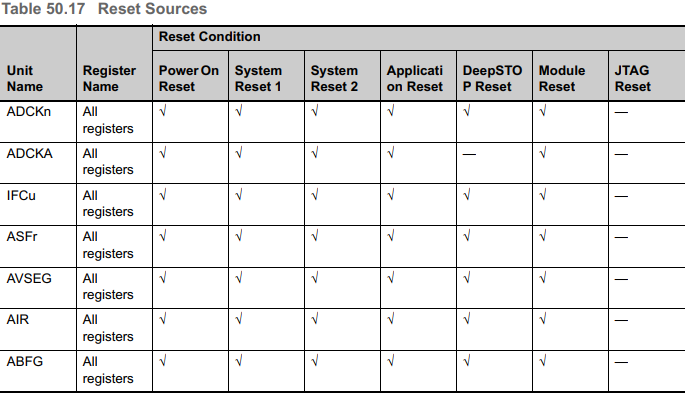 Table 50.17 Reset Sources
Reset Condition
Unit Name Register Name Power On Reset System Reset 1 System Reset 2 Applicati on Reset DeepSTO P Reset Module Reset JTAG Reset
ADCKn All registers √ √ √ √ √ √ —
ADCKA All registers √ √ √ √ — √ —
IFCu All registers √ √ √ √ √ √ —
ASFr All registers √ √ √ √ √ √ —
AVSEG All registers √ √ √ √ √ √ —
AIR All registers √ √ √ √ √ √ —
ABFG All registers √ √ √ √ √ √ —